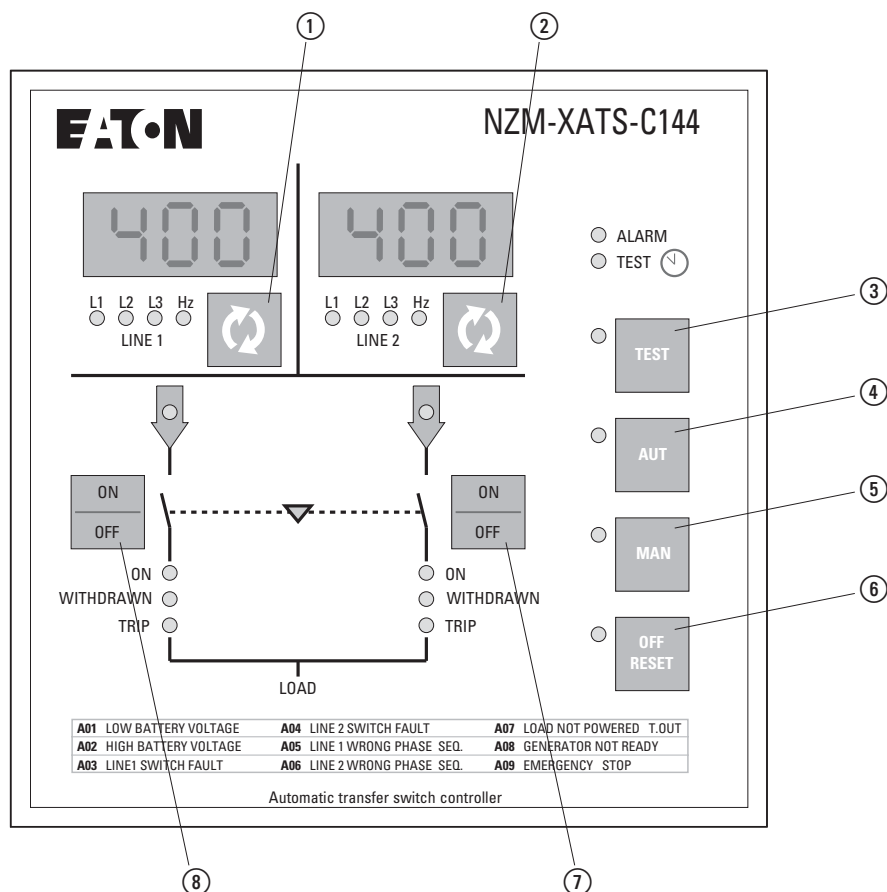 ① ②
EATON NZM-XATS-C144
400 400
ALARM
TEST
L1 L2 L3 Hz L1 L2 L3 Hz
LINE 1 LINE 2
③
TEST
④
AUT
ON ON
OFF OFF
⑤
MAN
ON ON
WITHDRAWN WITHDRAWN
TRIP TRIP
⑥
OFF
RESET
LOAD
A01 LOW BATTERY VOLTAGE A04 LINE 2 SWITCH FAULT A07 LOAD NOT POWERED T.OUT
A02 HIGH BATTERY VOLTAGE A05 LINE 1 WRONG PHASE SEQ. A08 GENERATOR NOT READY
A03 LINE1 SWITCH FAULT A06 LINE 2 WRONG PHASE SEQ. A09 EMERGENCY STOP
Automatic transfer switch controller
⑧ ⑦